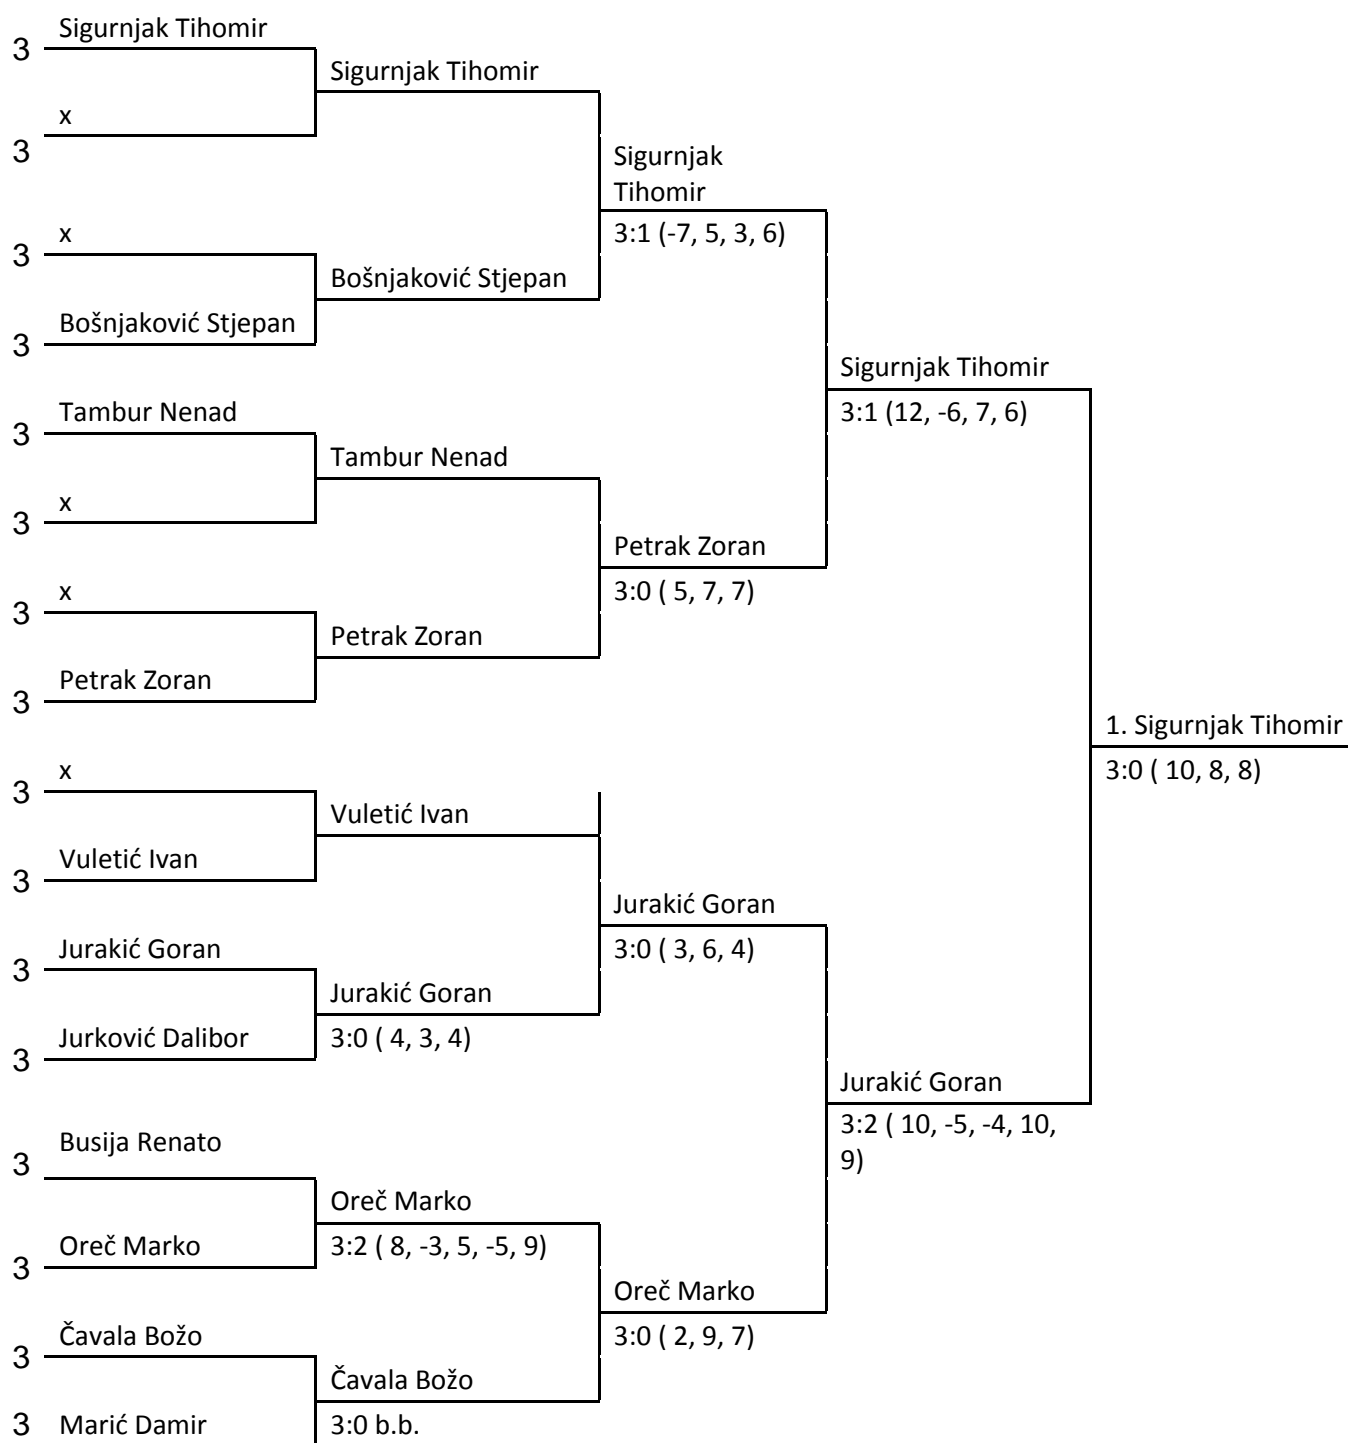 Sigurnjak Tihomir
3
Sigurnjak Tihomir
x
3
Sigurnjak
Tihomir
x
3:1 (-7, 5, 3, 6)
3
Bošnjaković Stjepan
Bošnjaković Stjepan
3
Sigurnjak Tihomir
Tambur Nenad
3:1 (12, -6, 7, 6)
3
Tambur Nenad
x
3
Petrak Zoran
x
3:0 ( 5, 7, 7)
3
Petrak Zoran
Petrak Zoran
3
1. Sigurnjak Tihomir
x
3:0 ( 10, 8, 8)
3
Vuletić Ivan
Vuletić Ivan
3
Jurakić Goran
Jurakić Goran
3:0 ( 3, 6, 4)
3
Jurakić Goran
Jurković Dalibor
3:0 ( 4, 3, 4)
3
Jurakić Goran
3:2 ( 10, -5, -4, 10,
9)
Busija Renato
3
Oreč Marko
Oreč Marko
3:2 ( 8, -3, 5, -5, 9)
3
Oreč Marko
Čavala Božo
3:0 ( 2, 9, 7)
3
Čavala Božo
3 Marić Damir
3:0 b.b.